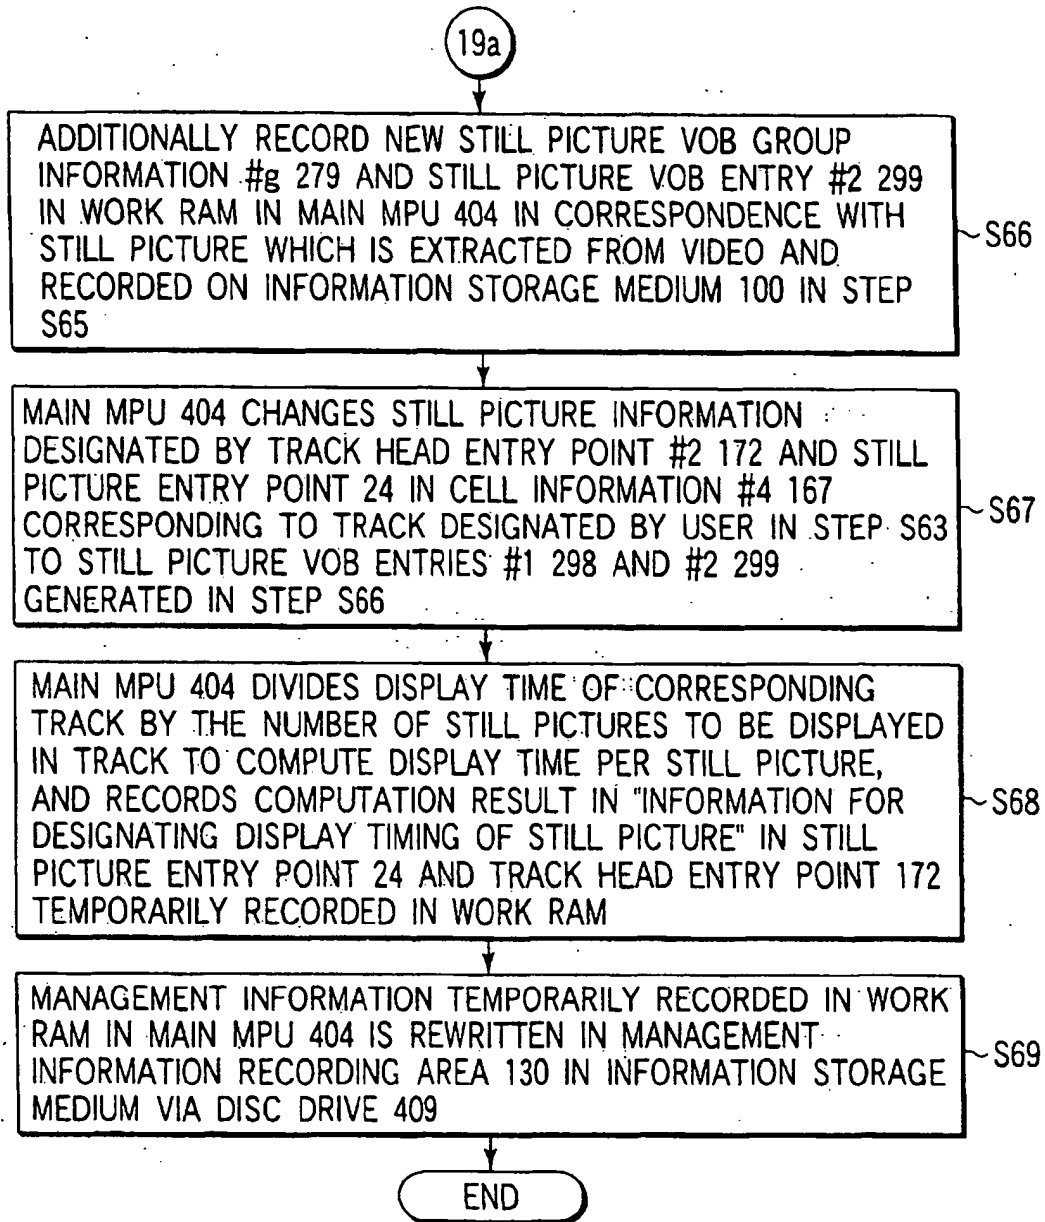 19a
ADDITIONALLY RECORD NEW STILL PICTURE VOB GROUP
INFORMATION #g 279 AND STILL PICTURE VOB ENTRY #2 299
IN WORK RAM IN MAIN MPU 404 IN CORRESPONDENCE WITH
STILL PICTURE WHICH IS EXTRACTED FROM VIDEO AND
RECORDED ON INFORMATION STORAGE MEDIUM 100 IN STEP
S65
S66
MAIN MPU 404 CHANGES STILL PICTURE INFORMATION
DESIGNATED BY TRACK HEAD ENTRY POINT #2 172 AND STILL
PICTURE ENTRY POINT 24 IN CELL INFORMATION #4 167
CORRESPONDING TO TRACK DESIGNATED BY USER IN STEP S63
TO STILL PICTURE VOB ENTRIES #1 298 AND #2 299
GENERATED IN STEP S66
S67
MAIN MPU 404 DIVIDES DISPLAY TIME OF CORRESPONDING
TRACK BY THE NUMBER OF STILL PICTURES TO BE DISPLAYED
IN TRACK TO COMPUTE DISPLAY TIME PER STILL PICTURE,
AND RECORDS COMPUTATION RESULT IN "INFORMATION FOR
DESIGNATING DISPLAY TIMING OF STILL PICTURE" IN STILL
PICTURE ENTRY POINT 24 AND TRACK HEAD ENTRY POINT 172
TEMPORARILY RECORDED IN WORK RAM
S68
MANAGEMENT INFORMATION TEMPORARILY RECORDED IN WORK
RAM IN MAIN MPU 404 IS REWRITTEN IN MANAGEMENT
INFORMATION RECORDING AREA 130 IN INFORMATION STORAGE
MEDIUM VIA DISC DRIVE 409
S69
END